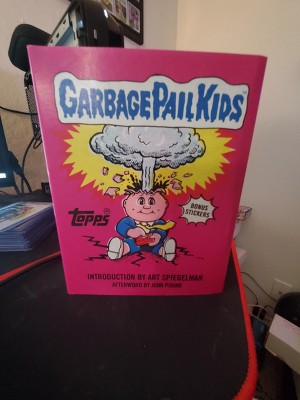 GARBAGE PAIL KIDS
topps
BONUS
STICKERS
INTRODUCTION BY ART SPIEGELMAN
AFTERWORD BY JOHN POUND